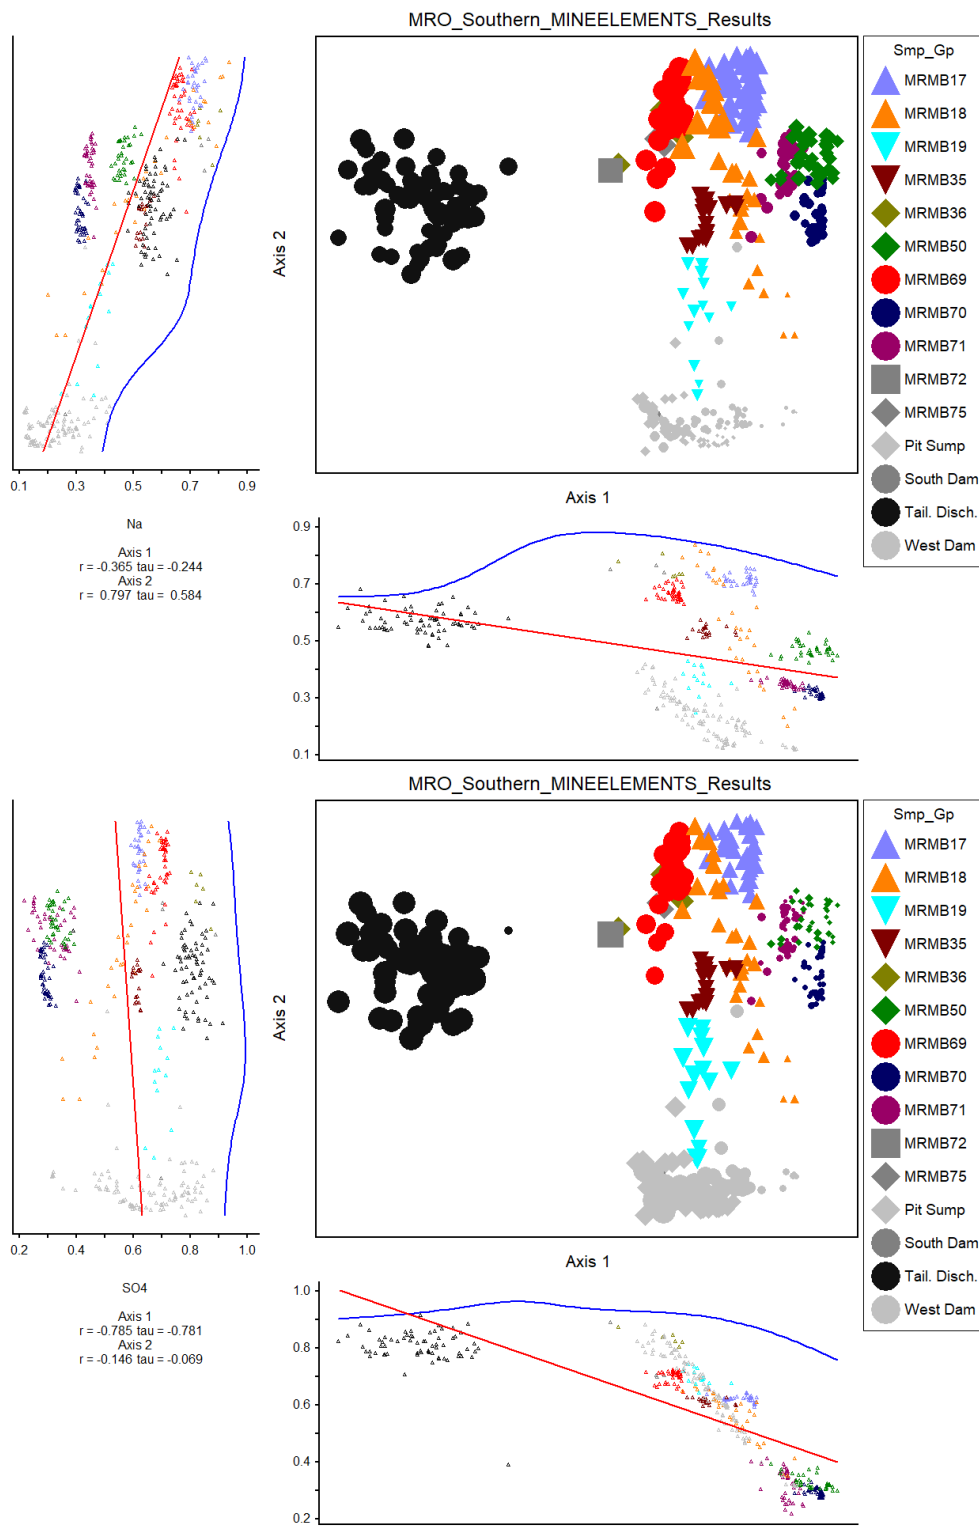 MRO_Southern_MINEELEMENTS_Results
Axis 2
Smp_Gp
MRMB17
MRMB18
MRMB19
MRMB35
MRMB36
MRMB50
MRMB69
MRMB70
MRMB71
MRMB72
MRMB75
Pit Sump
South Dam
Tail. Disch.
West Dam
0.1 0.3 0.5 0.7 0.9
Axis 1
Na
Axis 1
r = -0.365 tau = -0.244
Axis 2
r = 0.797 tau = 0.584
0.9
0.7
0.5
0.3
0.1
MRO_Southern_MINEELEMENTS_Results
Axis 2
Smp_Gp
MRMB17
MRMB18
MRMB19
MRMB35
MRMB36
MRMB50
MRMB69
MRMB70
MRMB71
MRMB72
MRMB75
Pit Sump
South Dam
Tail. Disch.
West Dam
0.2 0.4 0.6 0.8 1.0
Axis 1
SO4
Axis 1
r = -0.785 tau = -0.781
Axis 2
r = -0.146 tau = -0.069
1.0
0.8
0.6
0.4
0.2